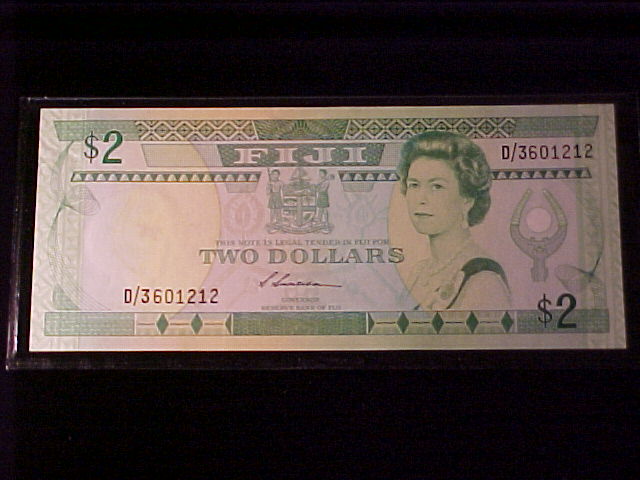 $2
FIJI
D/3601212
THIS NOTE IS LEGAL TENDER IN FIJI FOR
TWO DOLLARS
D/3601212
GOVERNOR
RESERVE BANK OF FIJI
$2